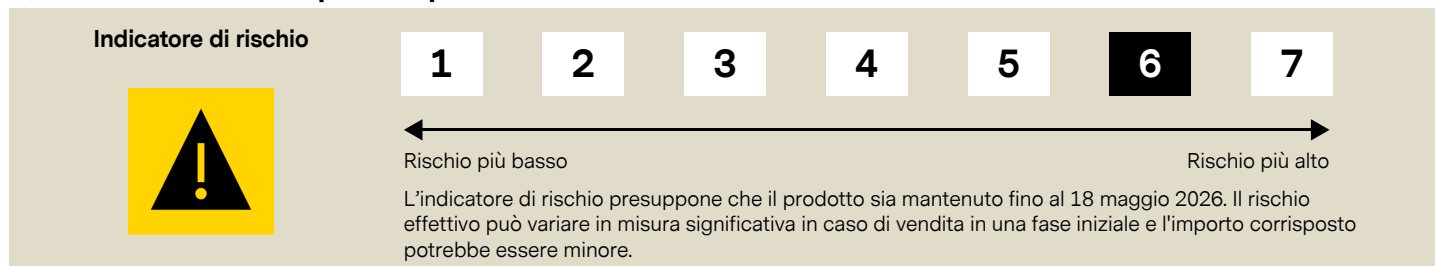 Indicatore di rischio
1 2 3 4 5 6 7
Rischio più basso Rischio più alto
L'indicatore di rischio presuppone che il prodotto sia mantenuto fino al 18 maggio 2026. Il rischio
effettivo può variare in misura significativa in caso di vendita in una fase iniziale e l'importo corrisposto
potrebbe essere minore.